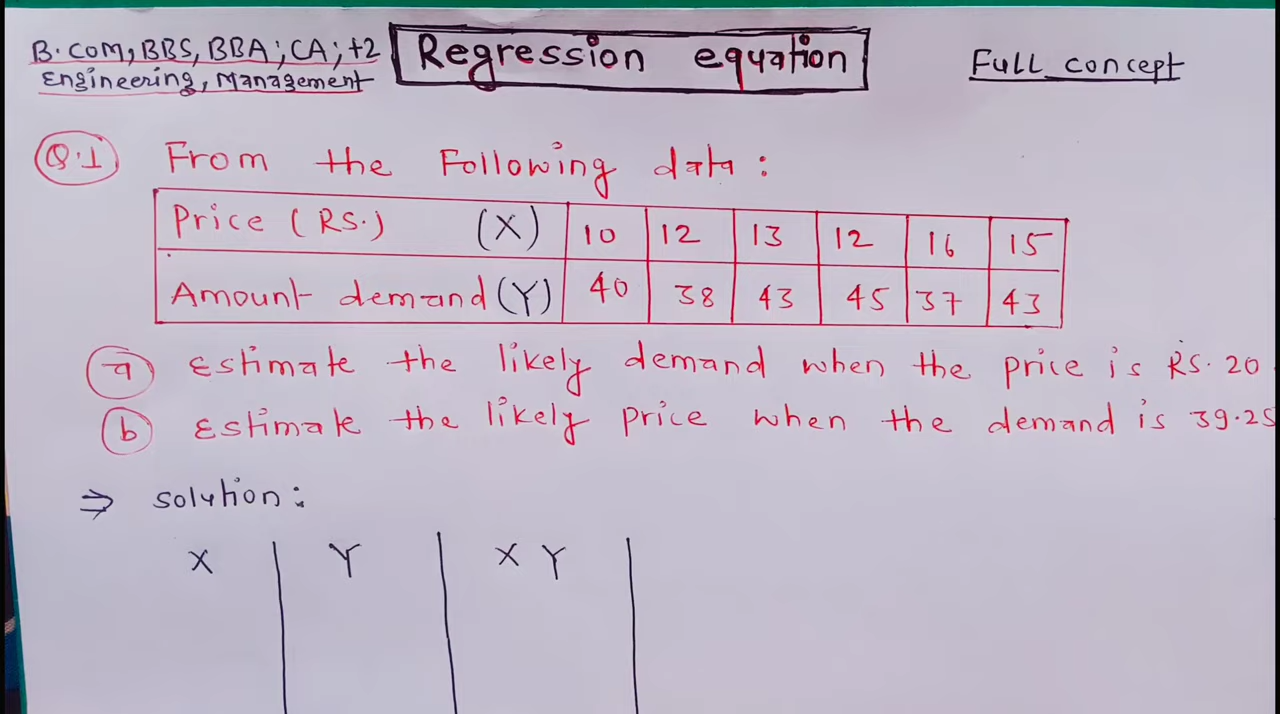 B.COM, BBS, BBA, CA, +2
Engineering, Management
Regression equation
Full concept
Q.1 From the Following data:
Price (RS.) (X) 10 12 13 12 16 15
Amount demand (Y) 40 38 43 45 37 43
a Estimate the likely demand when the price is RS. 20
b Estimate the likely price when the demand is 39.25
⇒ solution:
X Y XY